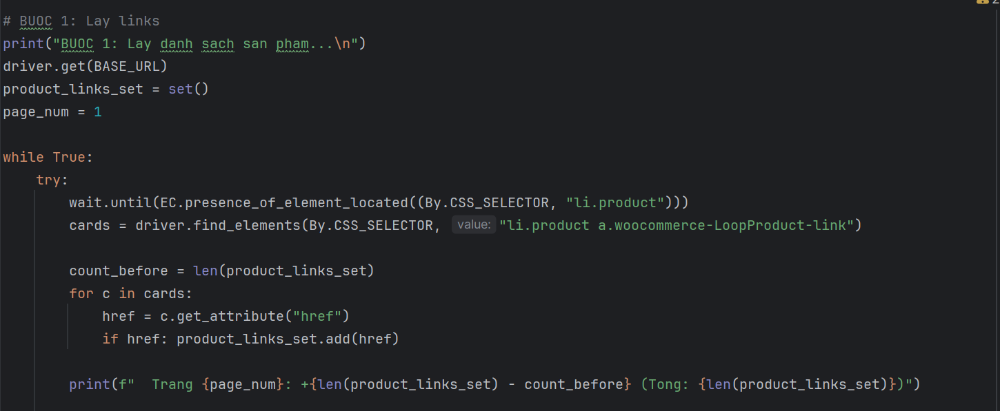 # BUOC 1: Lay links
print("BUOC 1: Lay danh sach san pham...\n")
driver.get(BASE_URL)
product_links_set = set()
page_num = 1
while True:
    try:
        wait.until(EC.presence_of_element_located((By.CSS_SELECTOR, "li.product")))
        cards = driver.find_elements(By.CSS_SELECTOR, value: "li.product a.woocommerce-LoopProduct-link")
        count_before = len(product_links_set)
        for c in cards:
            href = c.get_attribute("href")
            if href: product_links_set.add(href)
        print(f"  Trang {page_num}: +{len(product_links_set) - count_before} (Tong: {len(product_links_set)})")